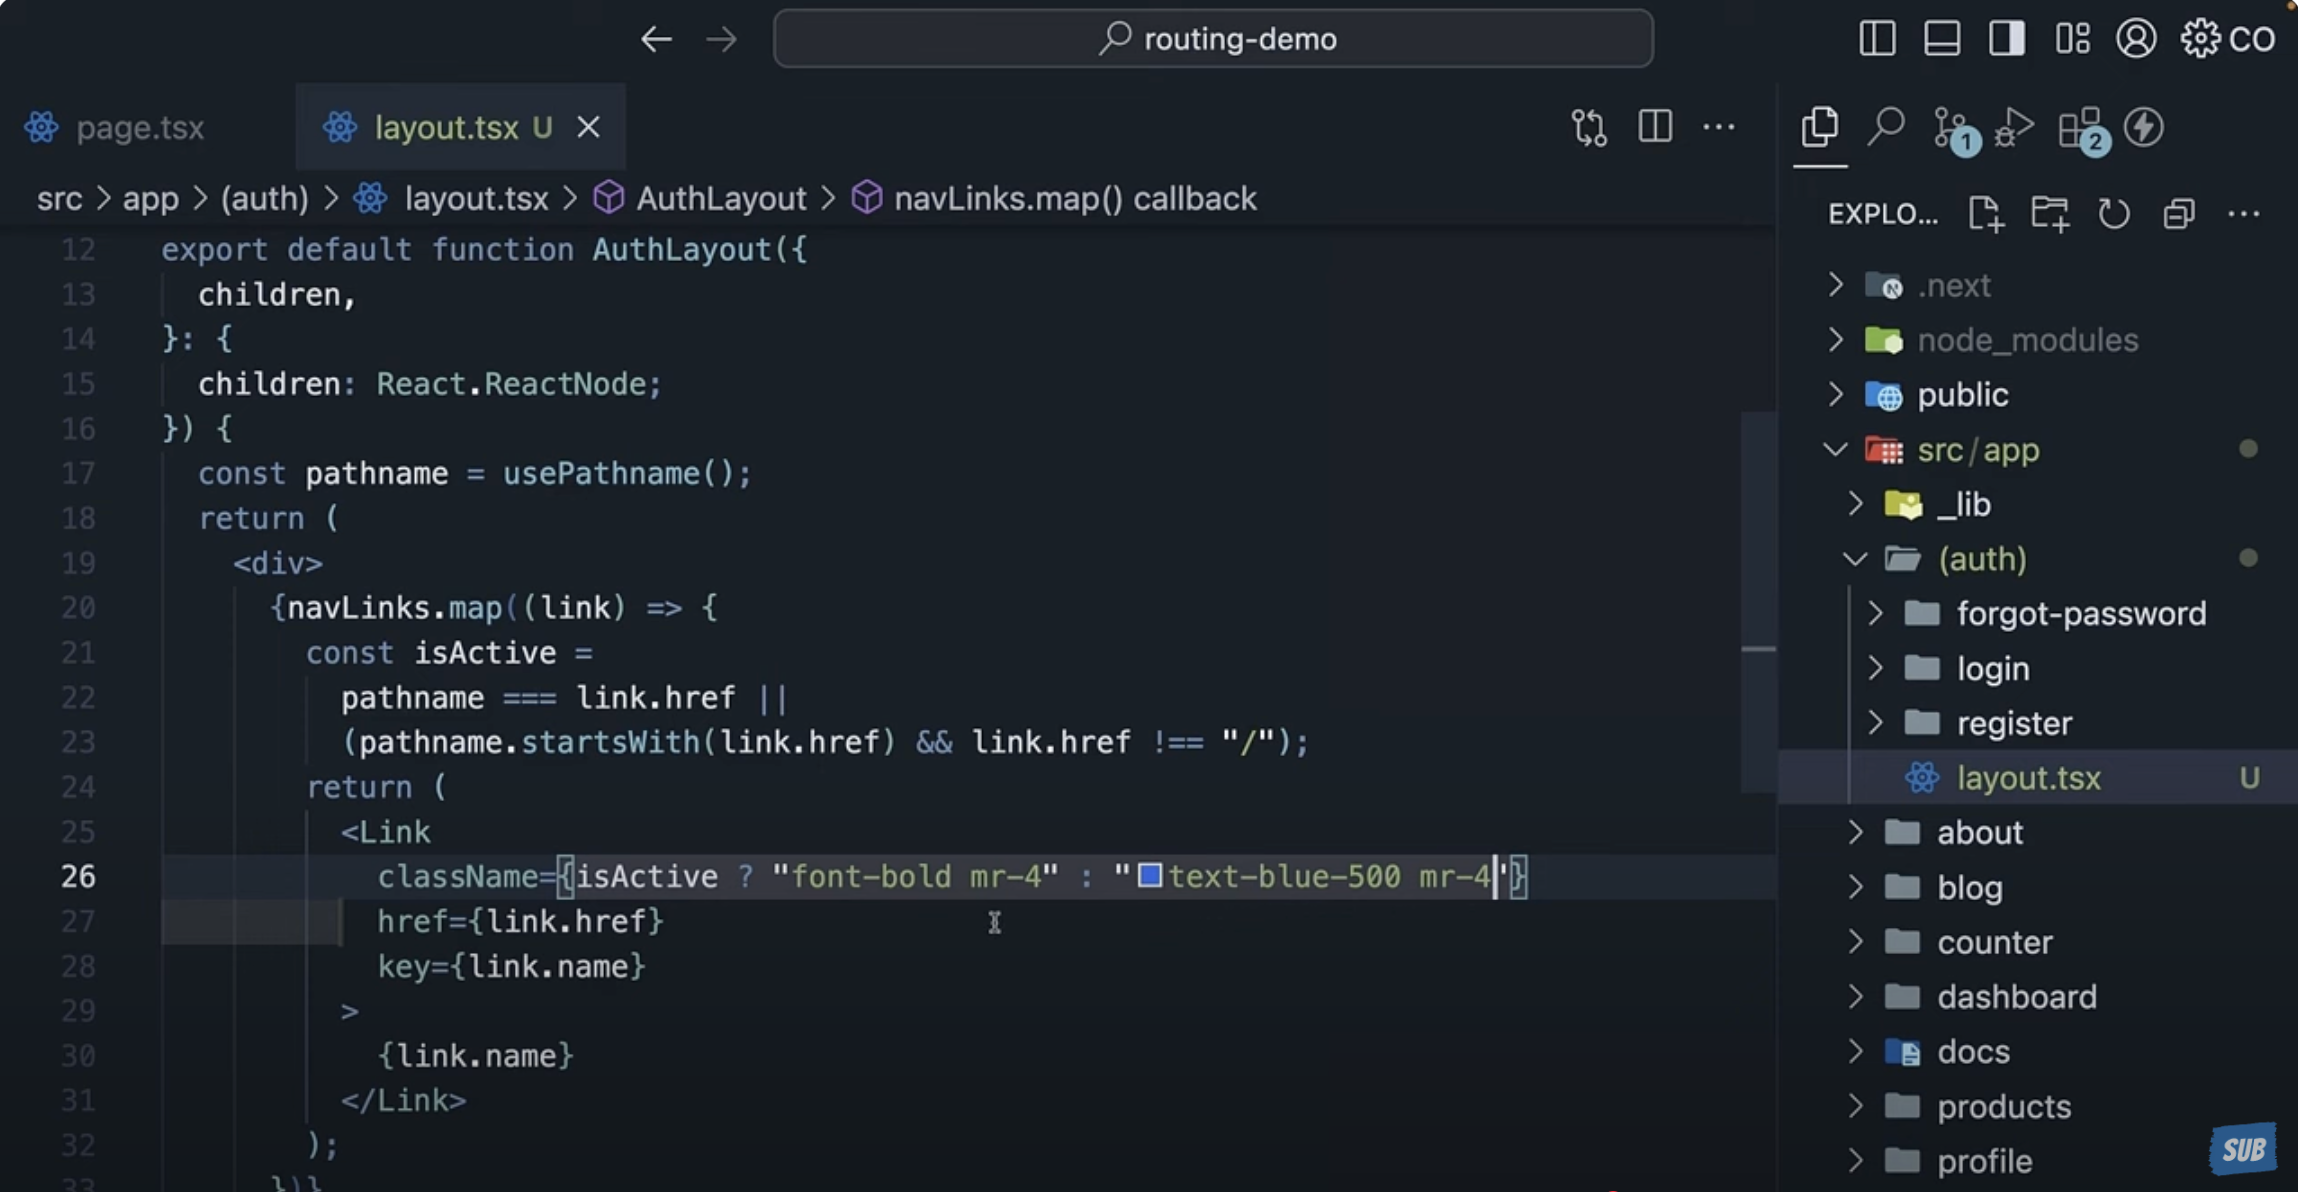 routing-demo
CO
page.tsx
layout.tsx U
src > app > (auth) > layout.tsx > AuthLayout > navLinks.map() callback
12 export default function AuthLayout({
13 children,
14 }: {
15 children: React.ReactNode;
16 }) {
17 const pathname = usePathname();
18 return (
19 <div>
20 {navLinks.map((link) => {
21 const isActive =
22 pathname === link.href ||
23 (pathname.startsWith(link.href) && link.href !== "/");
24 return (
25 <Link
26 className={isActive ? "font-bold mr-4" : "text-blue-500 mr-4"}
27 href={link.href}
28 key={link.name}
29 >
30 {link.name}
31 </Link>
32 );
33 })}
1
2
EXPLO...
.next
node_modules
public
src/app
_lib
(auth)
forgot-password
login
register
layout.tsx U
about
blog
counter
dashboard
docs
products
profile
SUB